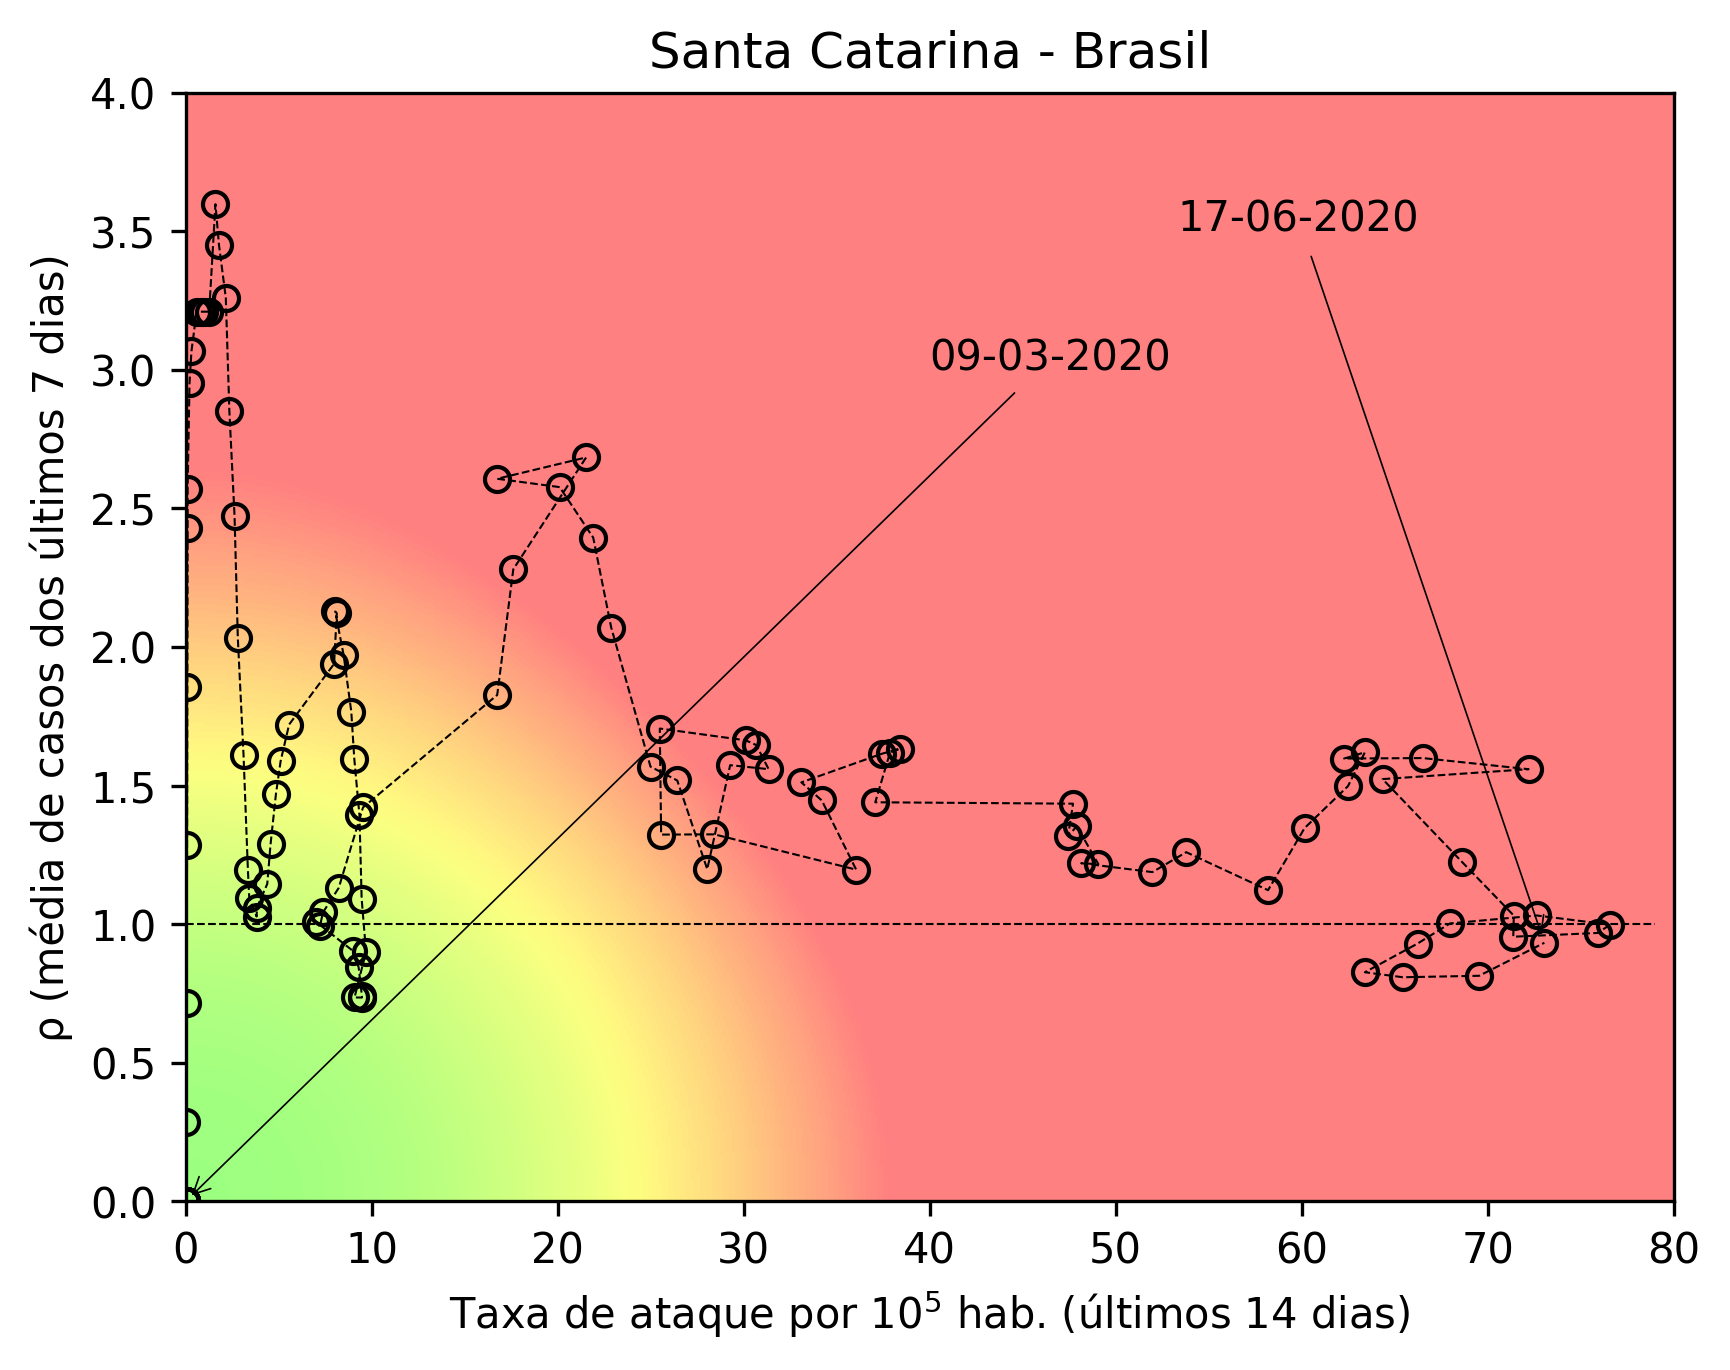 Santa Catarina - Brasil
4.0
3.5
3.0
2.5
2.0
1.5
1.0
0.5
0.0
ρ (média de casos dos últimos 7 dias)
17-06-2020
09-03-2020
0 10 20 30 40 50 60 70 80
Taxa de ataque por 10⁵ hab. (últimos 14 dias)